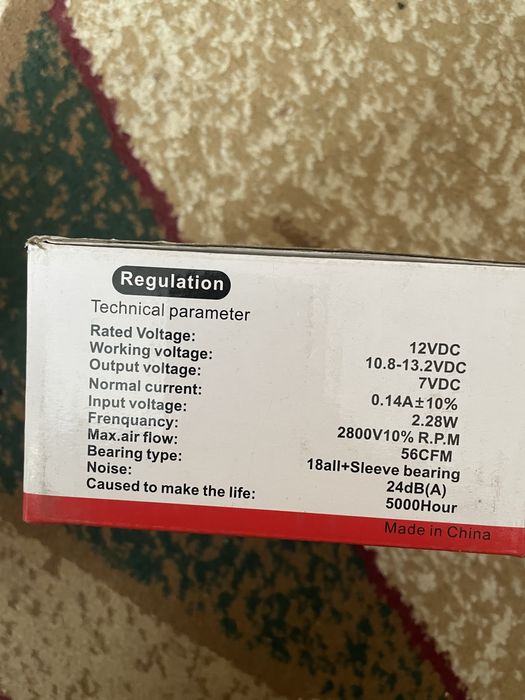 Regulation
Technical parameter
Rated Voltage: 12VDC
Working voltage: 10.8-13.2VDC
Output voltage: 7VDC
Normal current: 0.14A±10%
Input voltage: 2.28W
Frenquancy: 2800V10% R.P.M
Max.air flow: 56CFM
Bearing type: 18all+Sleeve bearing
Noise: 24dB(A)
Caused to make the life: 5000Hour
Made in China